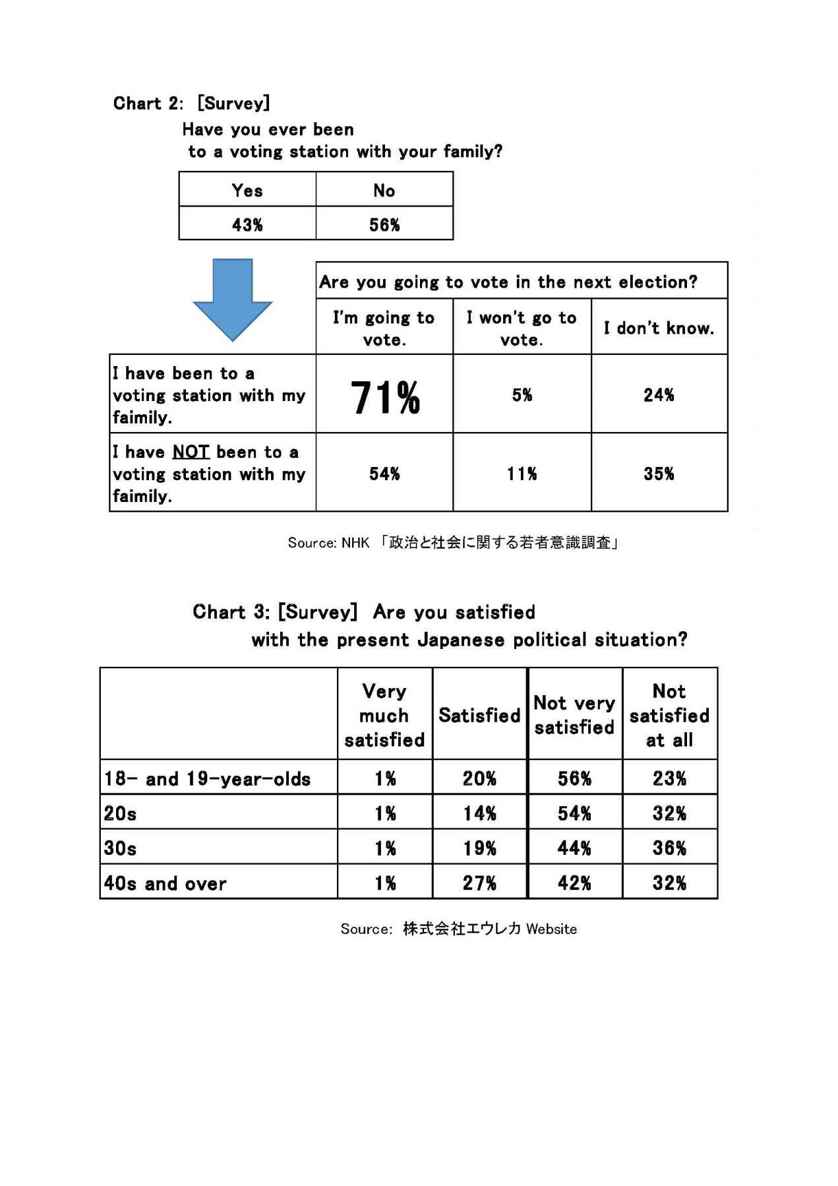 Chart 2: [Survey]
Have you ever been
to a voting station with your family?
Yes No
43% 56%
Are you going to vote in the next election?
I'm going to vote. I won't go to vote. I don't know.
I have been to a
voting station with my
faimily.
71% 5% 24%
I have NOT been to a
voting station with my
faimily.
54% 11% 35%
Source: NHK 「政治と社会に関する若者意識調査」
Chart 3: [Survey] Are you satisfied
with the present Japanese political situation?
Very
much
satisfied
Satisfied
Not very
satisfied
Not
satisfied
at all
18- and 19-year-olds 1% 20% 56% 23%
20s 1% 14% 54% 32%
30s 1% 19% 44% 36%
40s and over 1% 27% 42% 32%
Source: 株式会社エウレカ Website